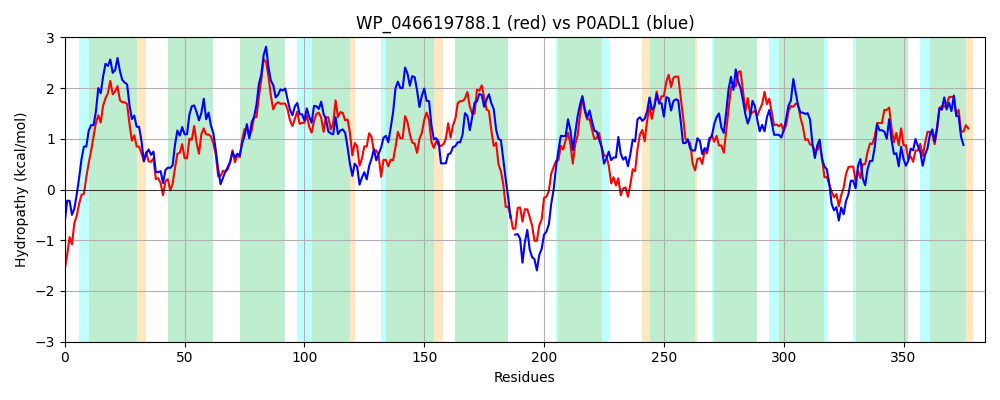 WP_046619788.1 (red) vs P0ADL1 (blue)
Hydropathy (kcal/mol)
3
2
1
0
−1
−2
−3
0 50 100 150 200 250 300 350
Residues